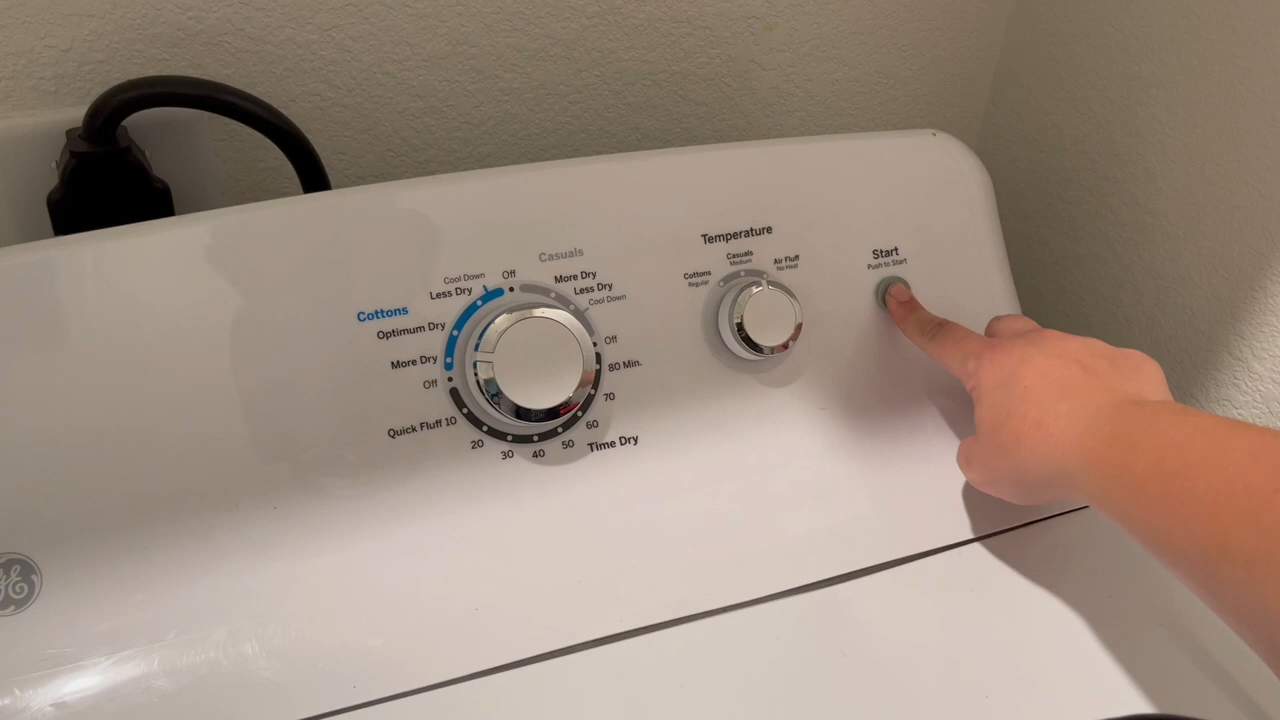 Temperature
Cottons
Regular
Casuals
Medium
Air Fluff
No Heat
Start
Push to Start
Casuals
Off
More Dry
Less Dry
Cool Down
Off
80 Min.
70
60
50
40
30
20
Time Dry
Quick Fluff 10
Off
More Dry
Optimum Dry
Cottons
Less Dry
Cool Down
GE